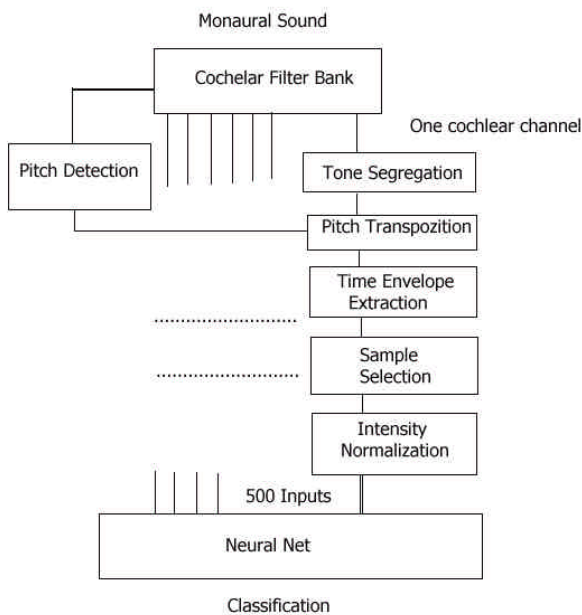 Monaural Sound
Cochelar Filter Bank
One cochlear channel
Pitch Detection
Tone Segregation
Pitch Transpozition
Time Envelope
Extraction
Sample
Selection
Intensity
Normalization
500 Inputs
Neural Net
Classification